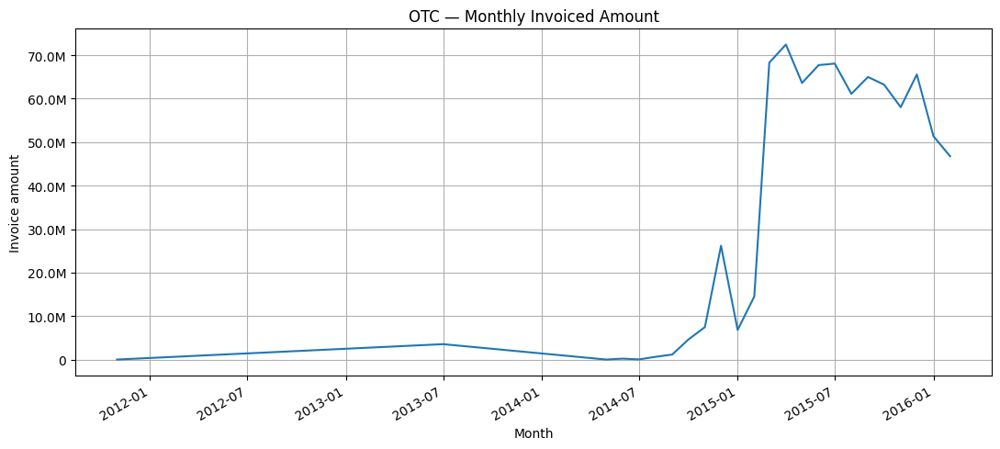 OTC — Monthly Invoiced Amount
Invoice amount
70.0M
60.0M
50.0M
40.0M
30.0M
20.0M
10.0M
0
2012-01
2012-07
2013-01
2013-07
2014-01
2014-07
2015-01
2015-07
2016-01
Month